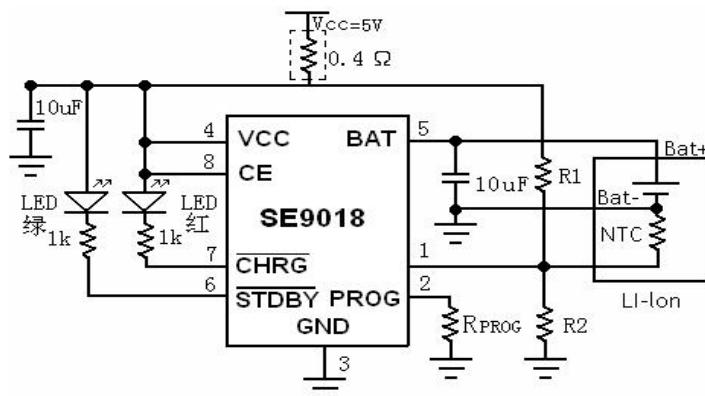 Vcc=5V
0.4 Ω
10uF
4
VCC
BAT
5
8
CE
Bat+
R1
10uF
Bat-
LED
绿
1k
LED
红
1k
SE9018
NTC
7
CHRG
1
6
STDBY
PROG
2
LI-Ion
GND
RPROG
R2
3